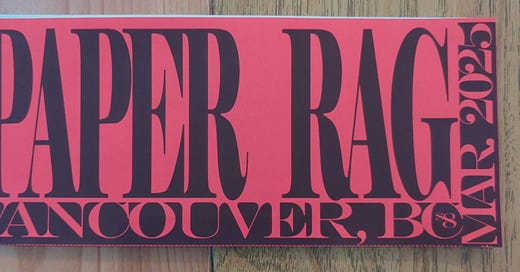 PAPER RAG
VANCOUVER, BC
$8
MAR. 2025